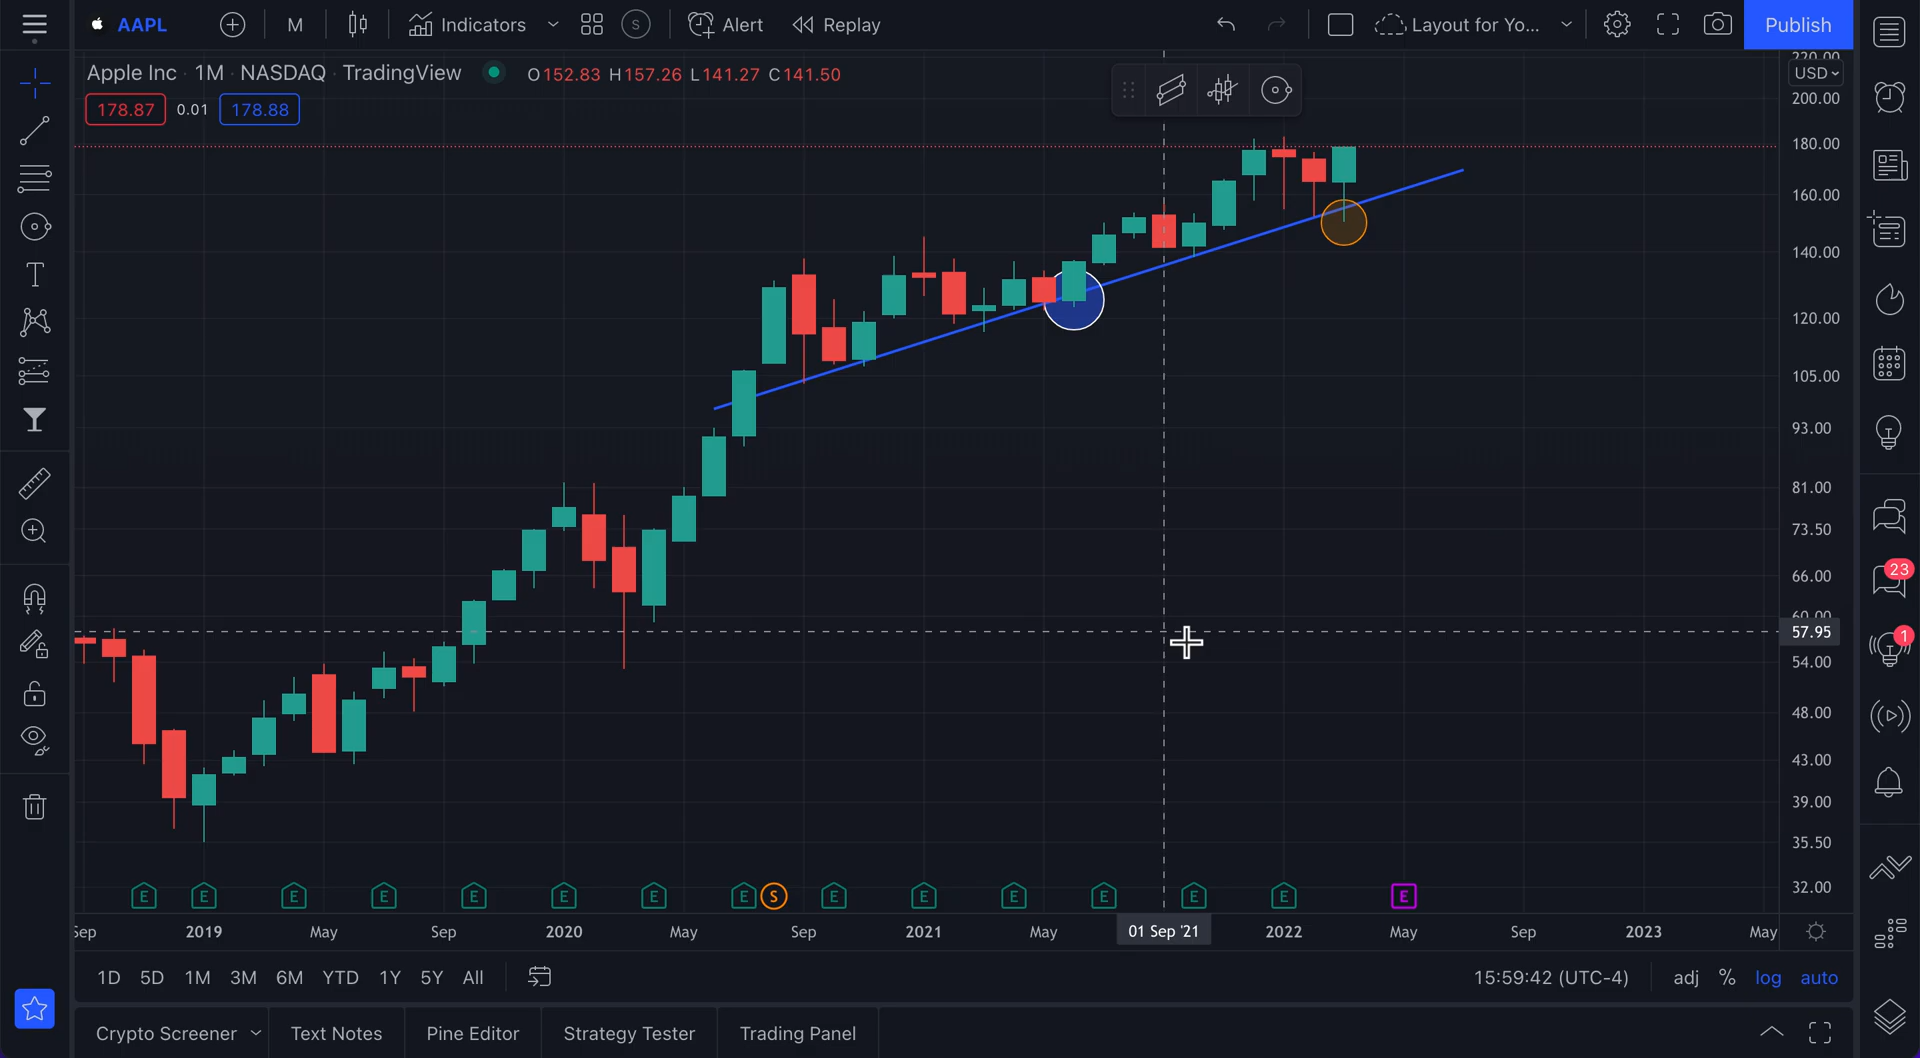 AAPL M Indicators S Alert Replay Layout for Yo... Publish
Apple Inc · 1M · NASDAQ · TradingView O152.83 H157.26 L141.27 C141.50
178.87 0.01 178.88
220.00
USD
200.00
180.00
160.00
140.00
120.00
105.00
93.00
81.00
73.50
66.00
60.00
57.95
54.00
48.00
43.00
39.00
35.50
32.00
23
1
E E E E E E E E S E E E E E E E
Sep 2019 May Sep 2020 May Sep 2021 May 01 Sep '21 2022 May Sep 2023 May
1D 5D 1M 3M 6M YTD 1Y 5Y All 15:59:42 (UTC-4) adj % log auto
Crypto Screener Text Notes Pine Editor Strategy Tester Trading Panel